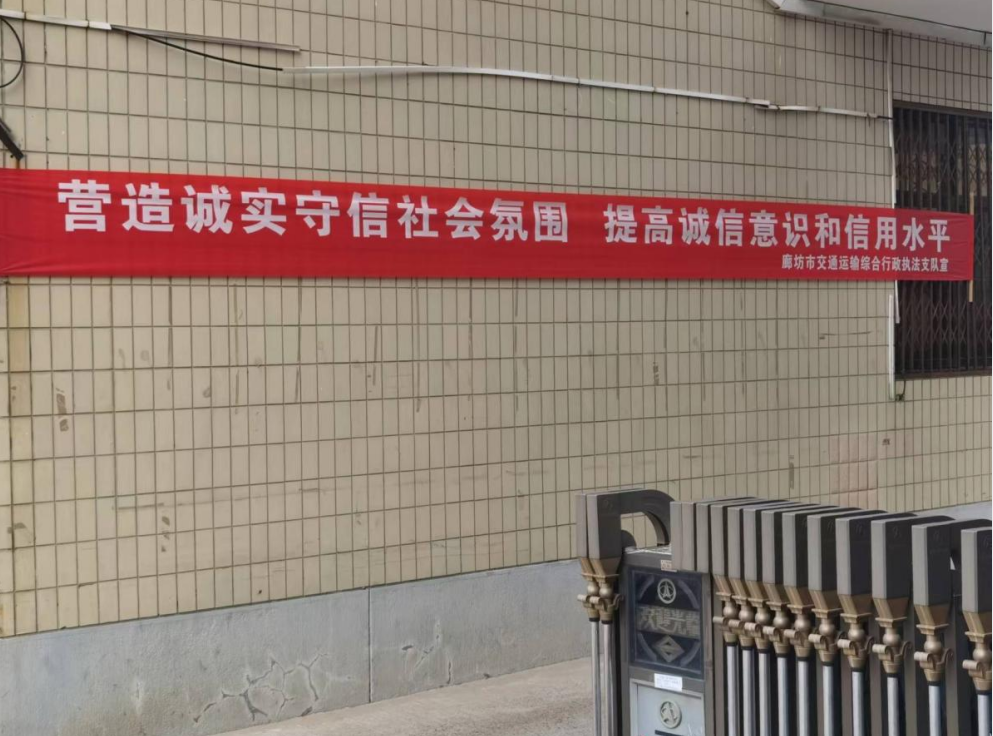 营造诚实守信社会氛围 提高诚信意识和信用水平
廊坊市交通运输综合行政执法支队宣